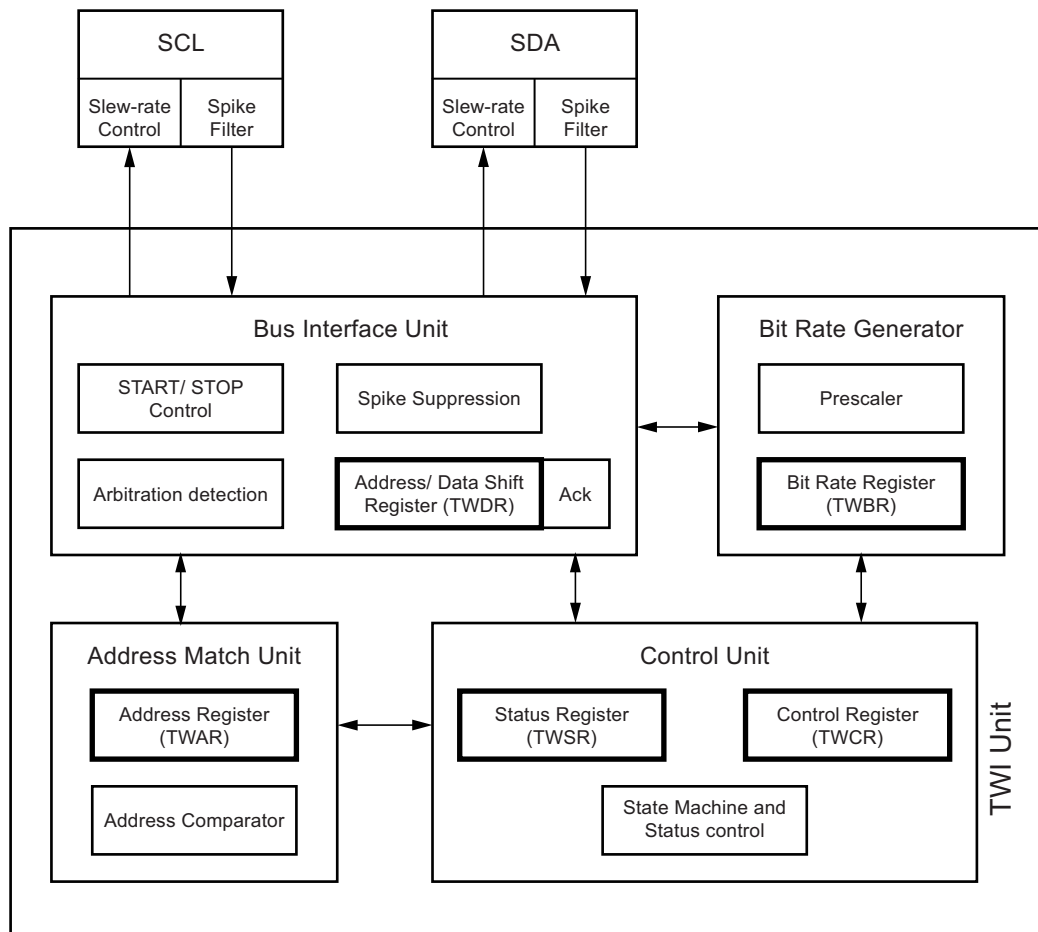 SCL
SDA
Slew-rate
Control
Spike
Filter
Slew-rate
Control
Spike
Filter
Bus Interface Unit
START/ STOP
Control
Spike Suppression
Arbitration detection
Address/ Data Shift
Register (TWDR)
Ack
Bit Rate Generator
Prescaler
Bit Rate Register
(TWBR)
Address Match Unit
Address Register
(TWAR)
Address Comparator
Control Unit
Status Register
(TWSR)
Control Register
(TWCR)
State Machine and
Status control
TWI Unit